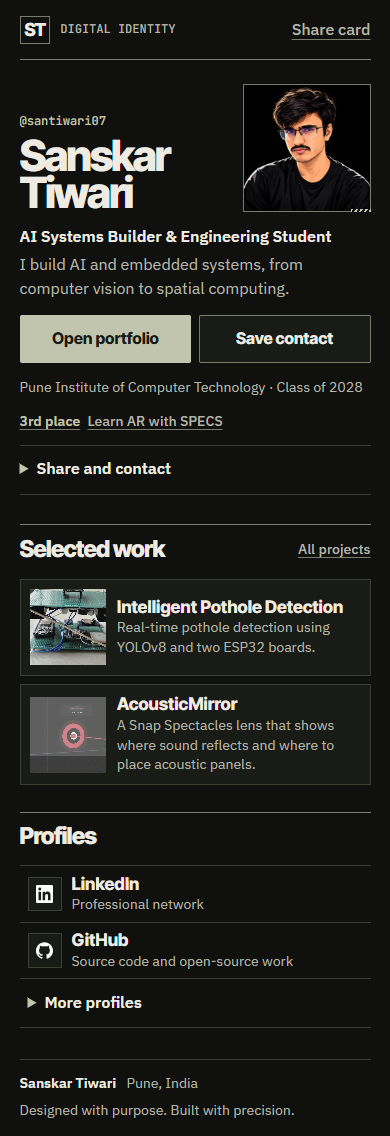 ST DIGITAL IDENTITY Share card
@santiwari07
Sanskar
Tiwari
AI Systems Builder & Engineering Student
I build AI and embedded systems, from
computer vision to spatial computing.
Open portfolio Save contact
Pune Institute of Computer Technology · Class of 2028
3rd place Learn AR with SPECS
Share and contact
Selected work All projects
Intelligent Pothole Detection
Real-time pothole detection using
YOLOv8 and two ESP32 boards.
AcousticMirror
A Snap Spectacles lens that shows
where sound reflects and where to
place acoustic panels.
Profiles
LinkedIn
Professional network
GitHub
Source code and open-source work
More profiles
Sanskar Tiwari Pune, India
Designed with purpose. Built with precision.